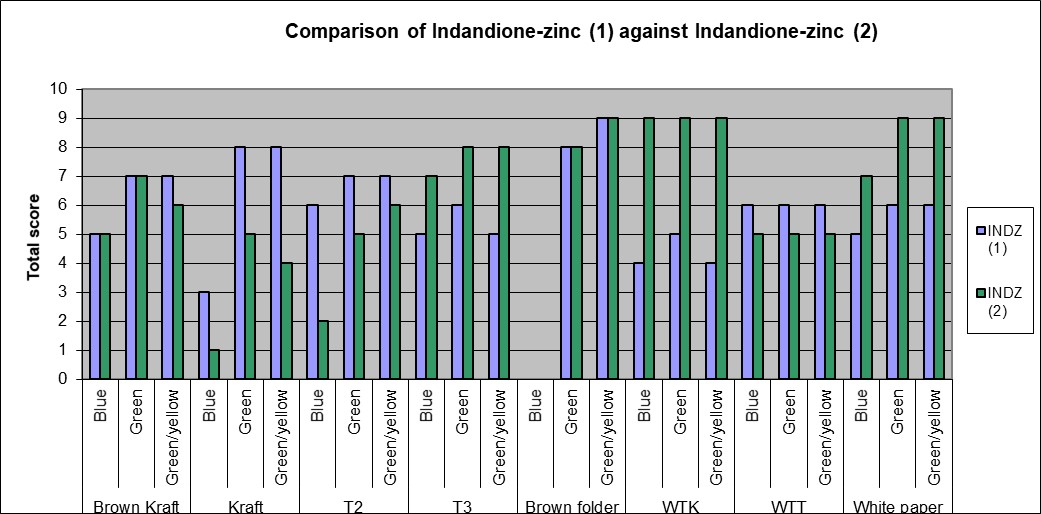 Comparison of Indandione-zinc (1) against Indandione-zinc (2)
Total score
10
9
8
7
6
5
4
3
2
1
0
Blue
Green
Green/yellow
Blue
Green
Green/yellow
Blue
Green
Green/yellow
Blue
Green
Green/yellow
Blue
Green
Green/yellow
Blue
Green
Green/yellow
Blue
Green
Green/yellow
Blue
Green
Green/yellow
Brown Kraft
Kraft
T2
T3
Brown folder
WTK
WTT
White paper
INDZ
(1)
INDZ
(2)